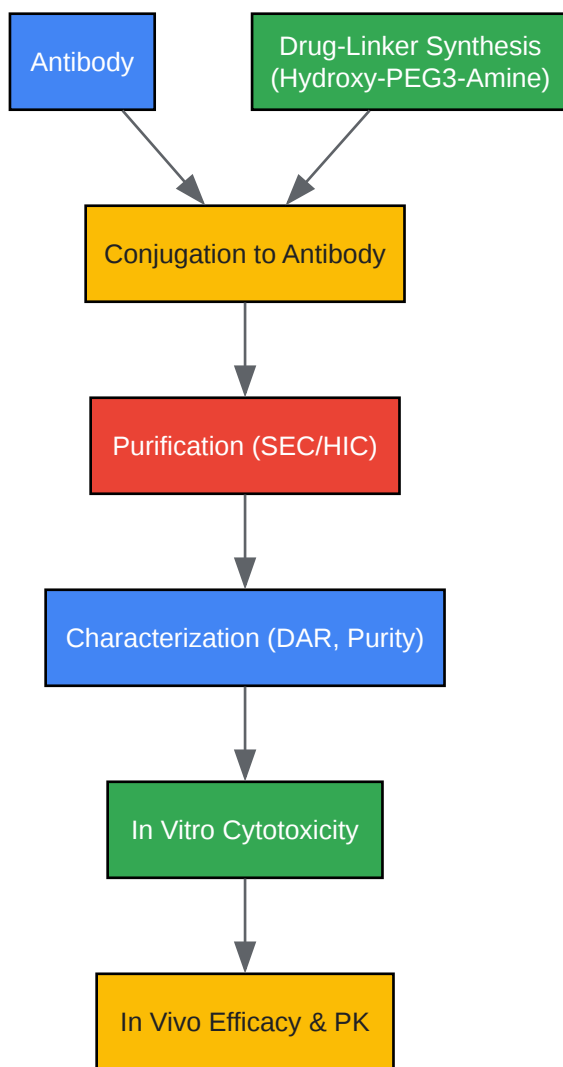 Antibody
Drug-Linker Synthesis
(Hydroxy-PEG3-Amine)
Conjugation to Antibody
Purification (SEC/HIC)
Characterization (DAR, Purity)
In Vitro Cytotoxicity
In Vivo Efficacy & PK